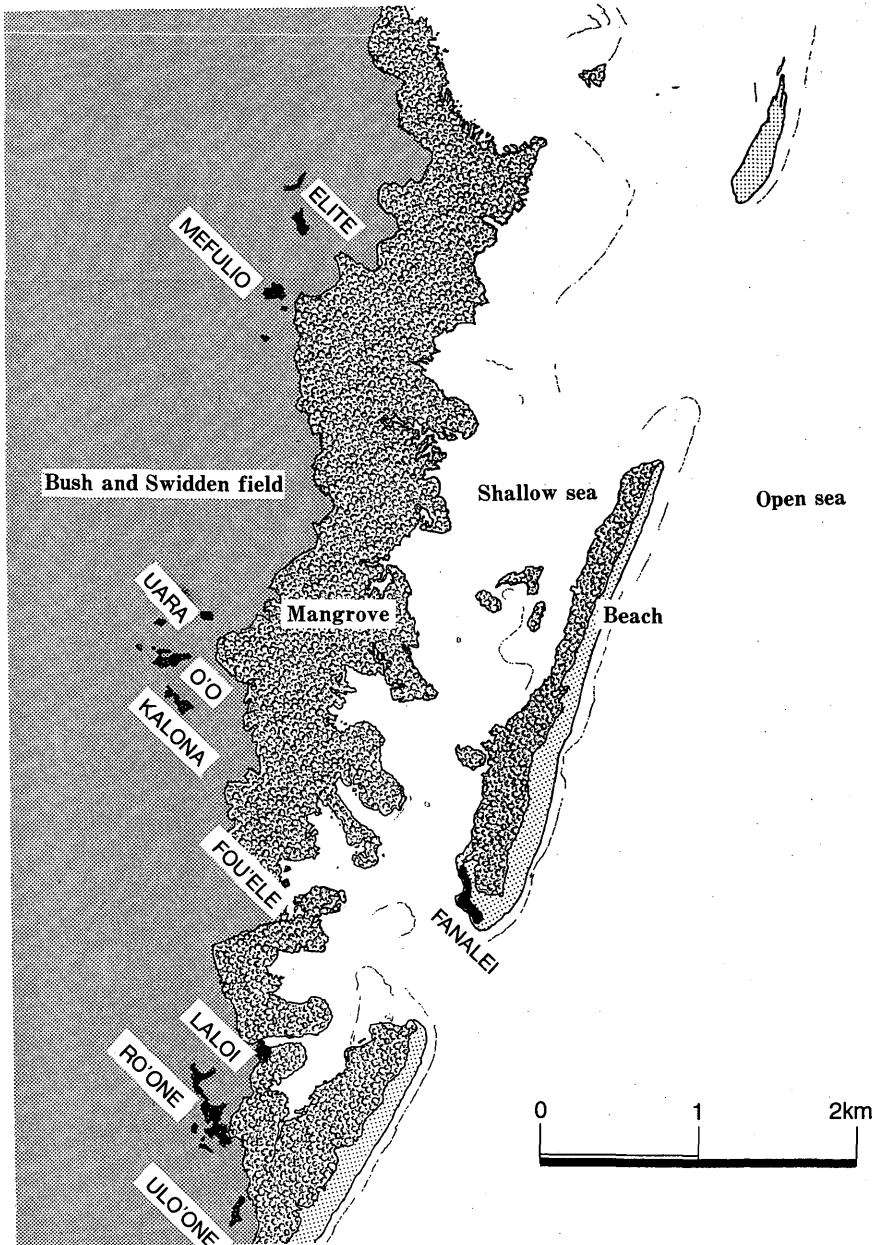 ELITE
MEFULIO
Bush and Swidden field
Shallow sea
Open sea
UARA
Mangrove
Beach
O'O
KALONA
FOU'ELE
FANALEI
LALOI
RO'ONE
0 1 2km
ULO'ONE